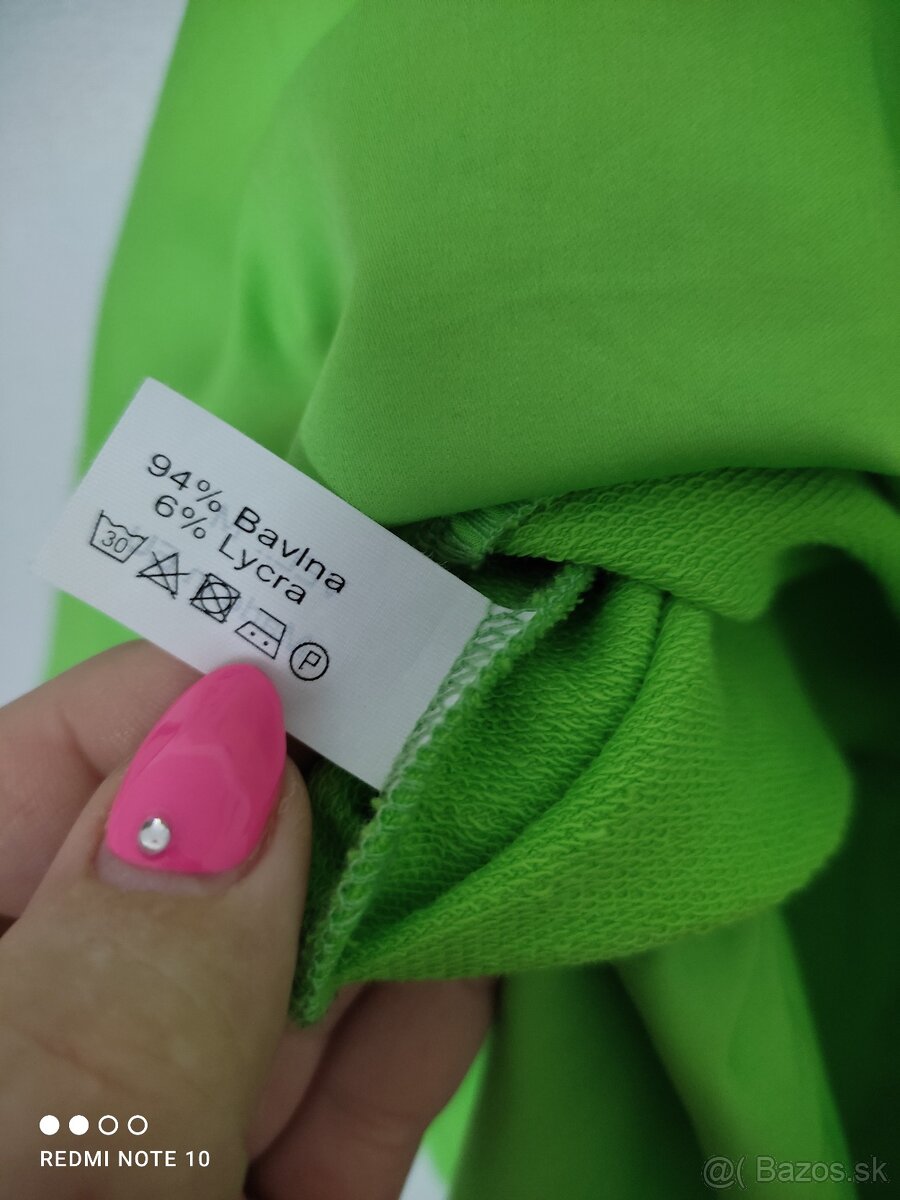 94% Bavlna
6% Lycra
30
P
REDMI NOTE 10
@( Bazos.sk